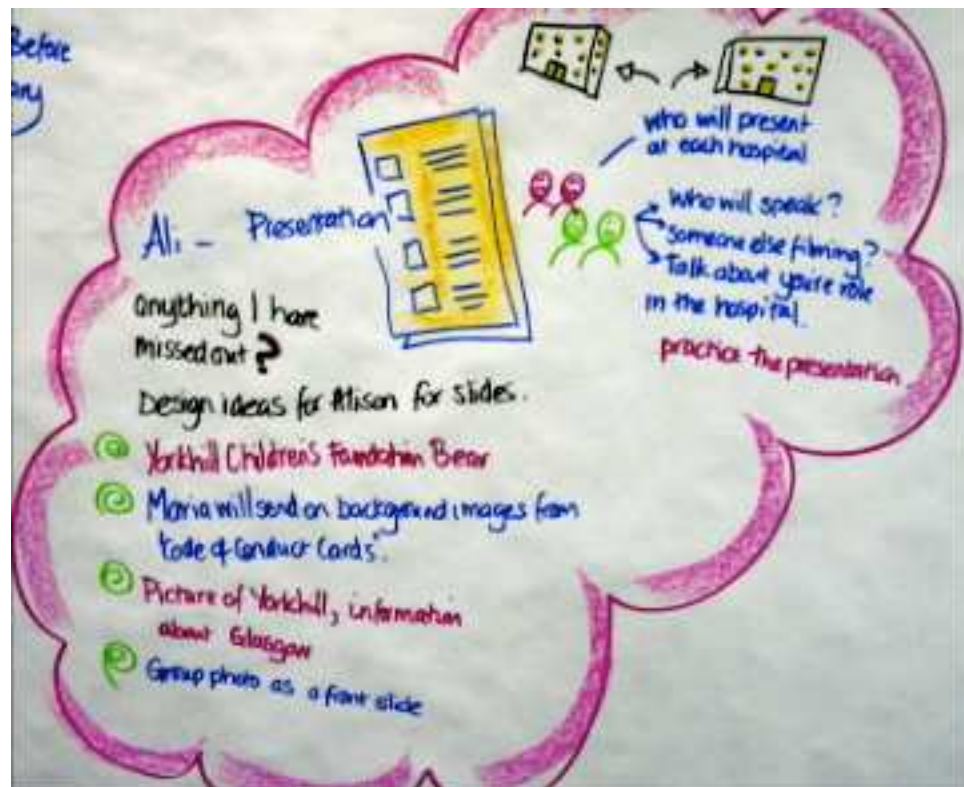 Before
who will present
at each hospital
Ali - Presentation
Who will speak?
Someone else filming?
Talk about you're role
in the hospital.
practice the presentation
anything I have
missed out?
Design ideas for Alison for slides.
Yorkhill Children's Foundation Bear
Maria will send on background images from
"Code of Conduct Cards".
Picture of Yorkhill, information
about Glasgow
Group photo as a front slide